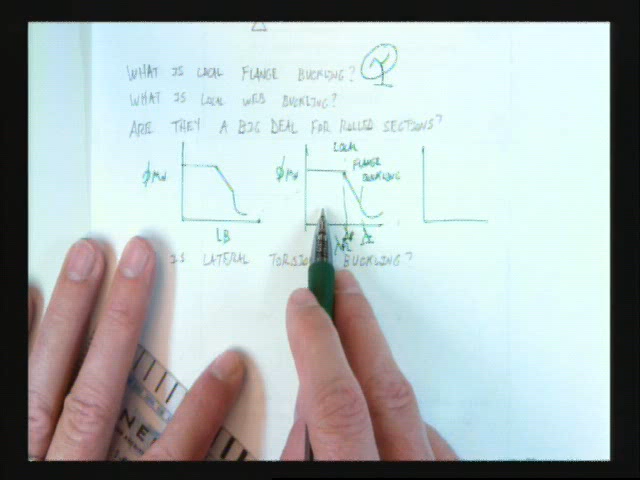 WHAT IS LOCAL FLANGE BUCKLING?
WHAT IS LOCAL WEB BUCKLING?
ARE THEY A BIG DEAL FOR ROLLED SECTIONS?
LOCAL
FLANGE
BUCKLING
ϕMn
ϕMn
LB
IS LATERAL BUCKLING?